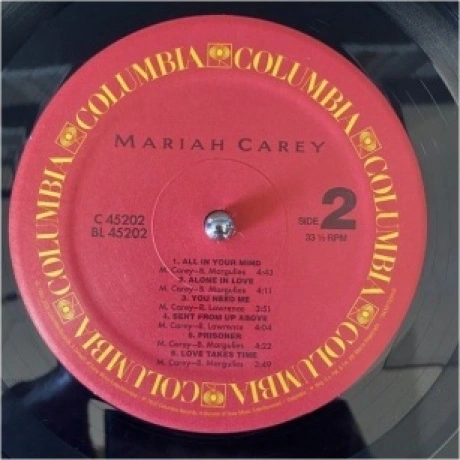 COLUMBIA COLUMBIA COLUMBIA COLUMBIA COLUMBIA COLUMBIA COLUMBIA
MARIAH CAREY
C 45202
BL 45202
SIDE 2
33 ⅓ RPM
1. ALL IN YOUR MIND
M. Carey–B. Margulies 4:43
2. ALONE IN LOVE
M. Carey–B. Margulies 4:11
3. YOU NEED ME
M. Carey–R. Lawrence 3:51
4. SENT FROM UP ABOVE
M. Carey–R. Lawrence 4:04
5. PRISONER
M. Carey–B. Margulies 4:22
6. LOVE TAKES TIME
M. Carey–B. Margulies 3:49